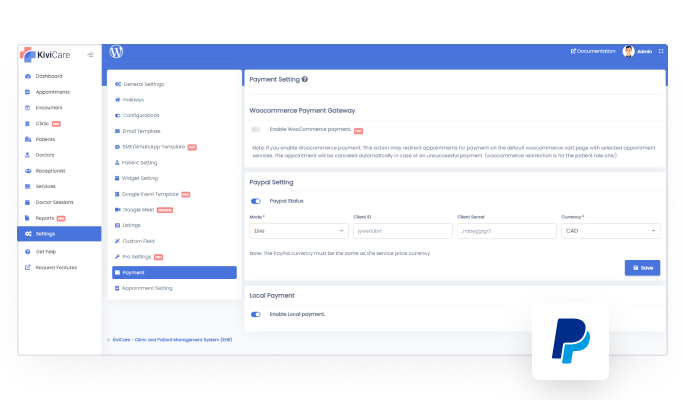 KiviCare
Documentation
Admin
Dashboard
Appointments
Encounters
Clinic PRO
Patients
Doctors
Receptionist
Services
Doctor Sessions
Reports PRO
Settings
Get help
Request Features
General Settings
Holidays
Configurations
Email Template
SMS/WhatsApp Template PRO
Patient Setting
Widget Setting
Google Event Template PRO
Google Meet
Listings
Custom Field
Pro Settings PRO
Payment
Appointment Setting
Payment Setting
Woocommerce Payment Gateway
Enable WooCommerce payment. PRO
Note: If you enable WooCommerce payment. This action may redirect appointments for payment on the default woocommerce cart page with selected appointment
services. The appointment will be canceled automatically in case of an unsuccessful payment. (woocommerce redirection is for the patient role only)
Paypal Setting
Paypal Status
Mode * Client ID Client Secret Currency *
Live CAD
Note: The PayPal currency must be the same as the service price currency.
Save
Local Payment
Enable Local payment.
KiviCare - Clinic and Patient Management System (EHR)